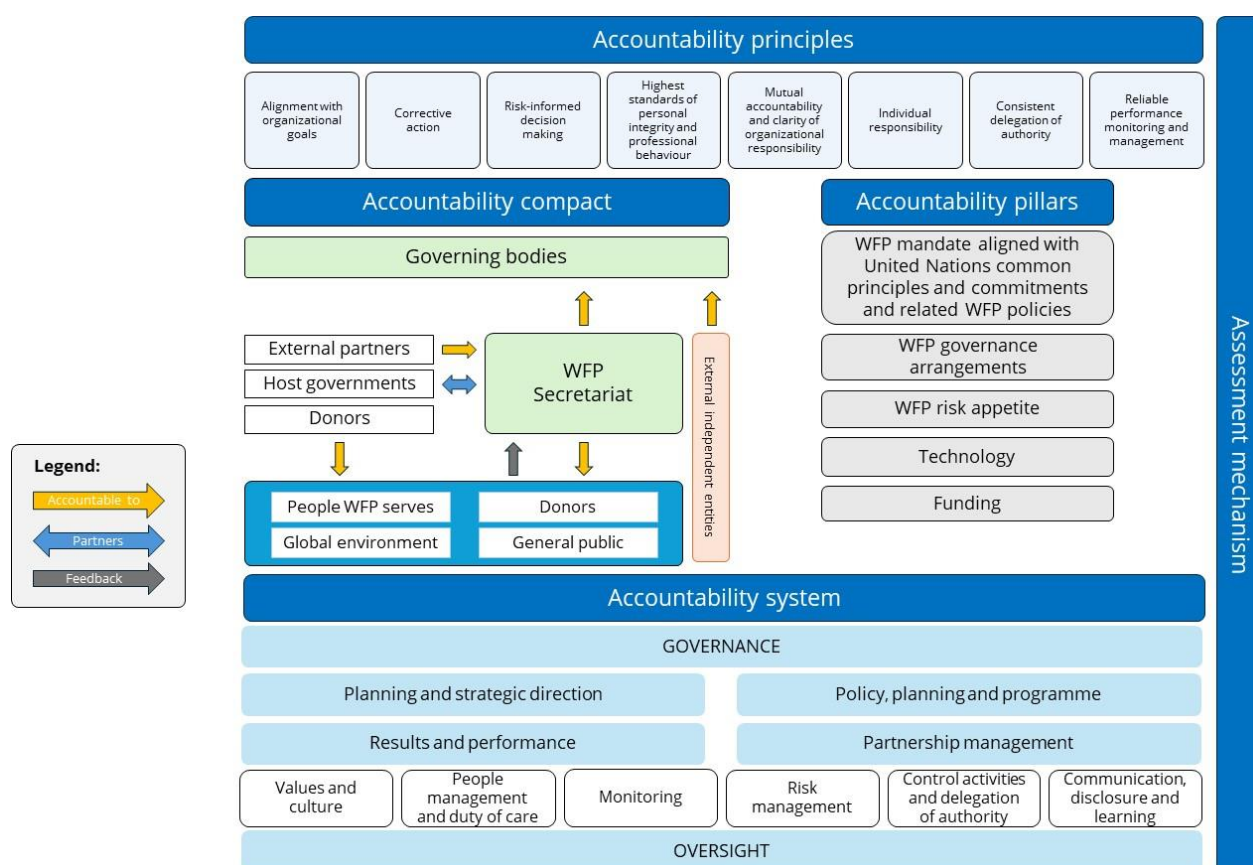 Accountability principles
Alignment with
organizational
goals
Corrective
action
Risk-informed
decision
making
Highest
standards of
personal
integrity and
professional
behaviour
Mutual
accountability
and clarity of
organizational
responsibility
Individual
responsibility
Consistent
delegation of
authority
Reliable
performance
monitoring and
management
Accountability compact
Governing bodies
External partners
Host governments
Donors
WFP
Secretariat
External independent entities
People WFP serves
Donors
Global environment
General public
Accountability pillars
WFP mandate aligned with
United Nations common
principles and commitments
and related WFP policies
WFP governance
arrangements
WFP risk appetite
Technology
Funding
Assessment mechanism
Legend:
Accountable to
Partners
Feedback
Accountability system
GOVERNANCE
Planning and strategic direction
Policy, planning and programme
Results and performance
Partnership management
Values and
culture
People
management
and duty of care
Monitoring
Risk
management
Control activities
and delegation
of authority
Communication,
disclosure and
learning
OVERSIGHT